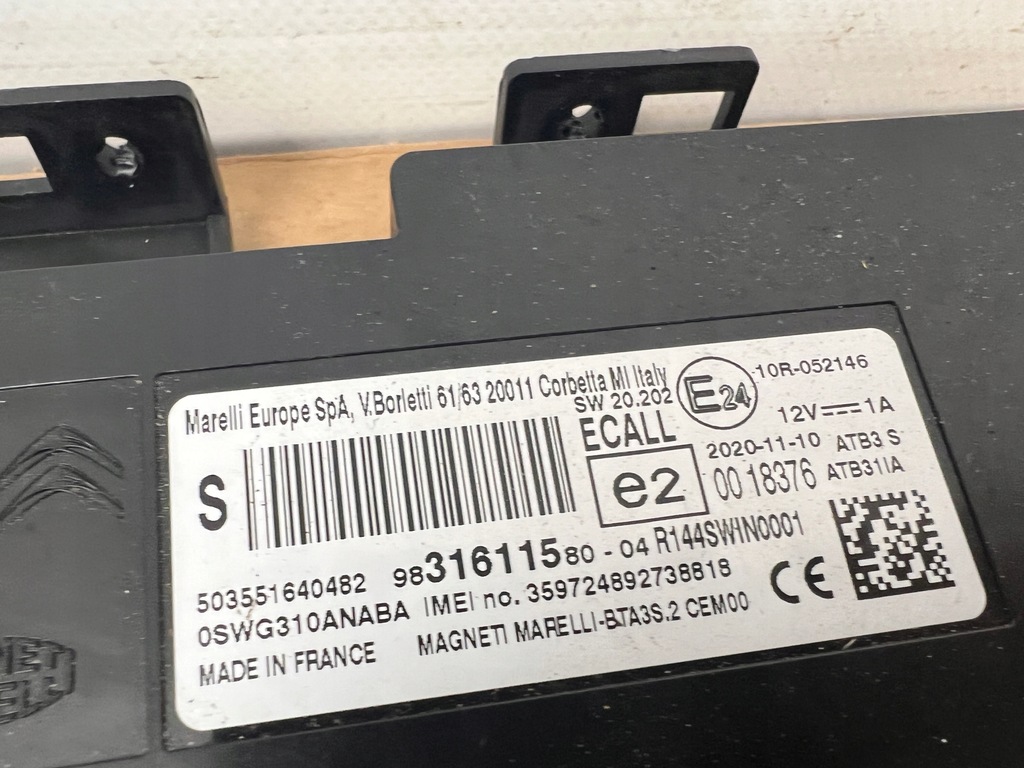 Marelli Europe SpA, V.Borletti 61/63 20011 Corbetta MI Italy
SW 20.202
E24
10R-052146
12V 1A
ECALL
2020-11-10 ATB3 S
S
e2
00 18376 ATB31IA
503551640482 9831611580-04 R144SWIN0001
0SWG310ANABA IMEI no. 359724892738818
CE
MADE IN FRANCE MAGNETI MARELLI-BTA3S.2 CEM00